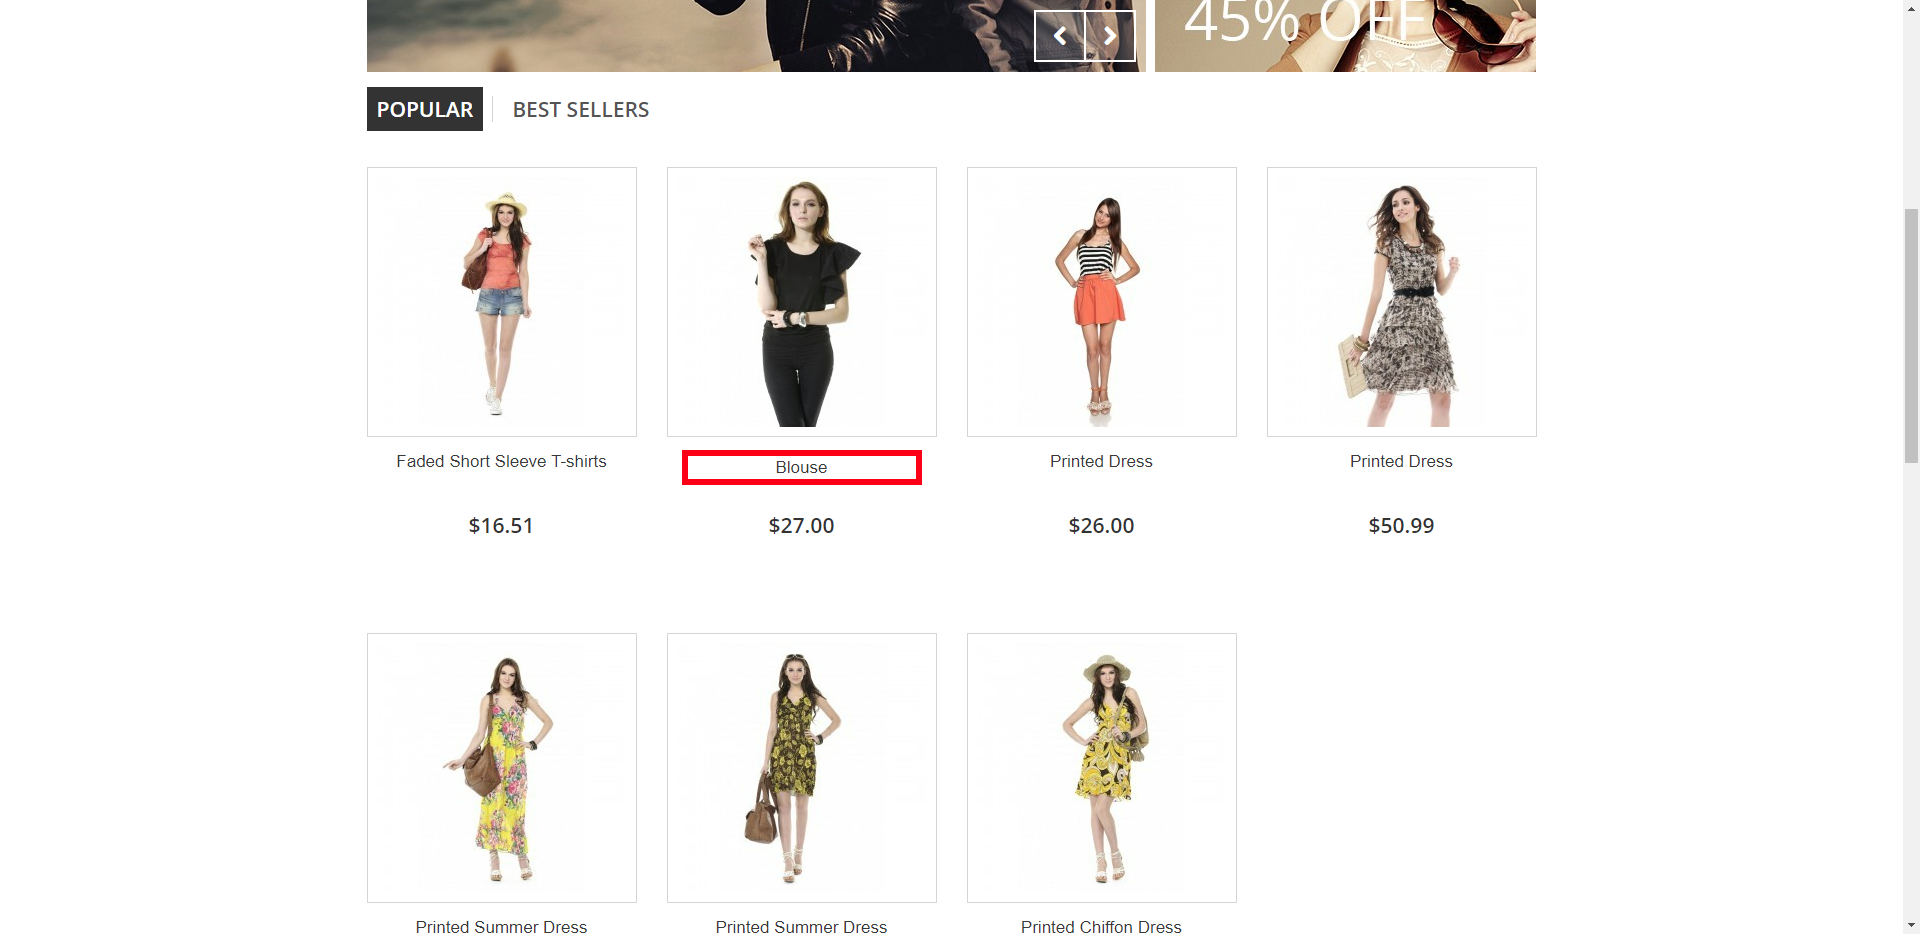 45% OFF
POPULAR
BEST SELLERS
Faded Short Sleeve T-shirts
Blouse
Printed Dress
Printed Dress
$16.51
$27.00
$26.00
$50.99
Printed Summer Dress
Printed Summer Dress
Printed Chiffon Dress